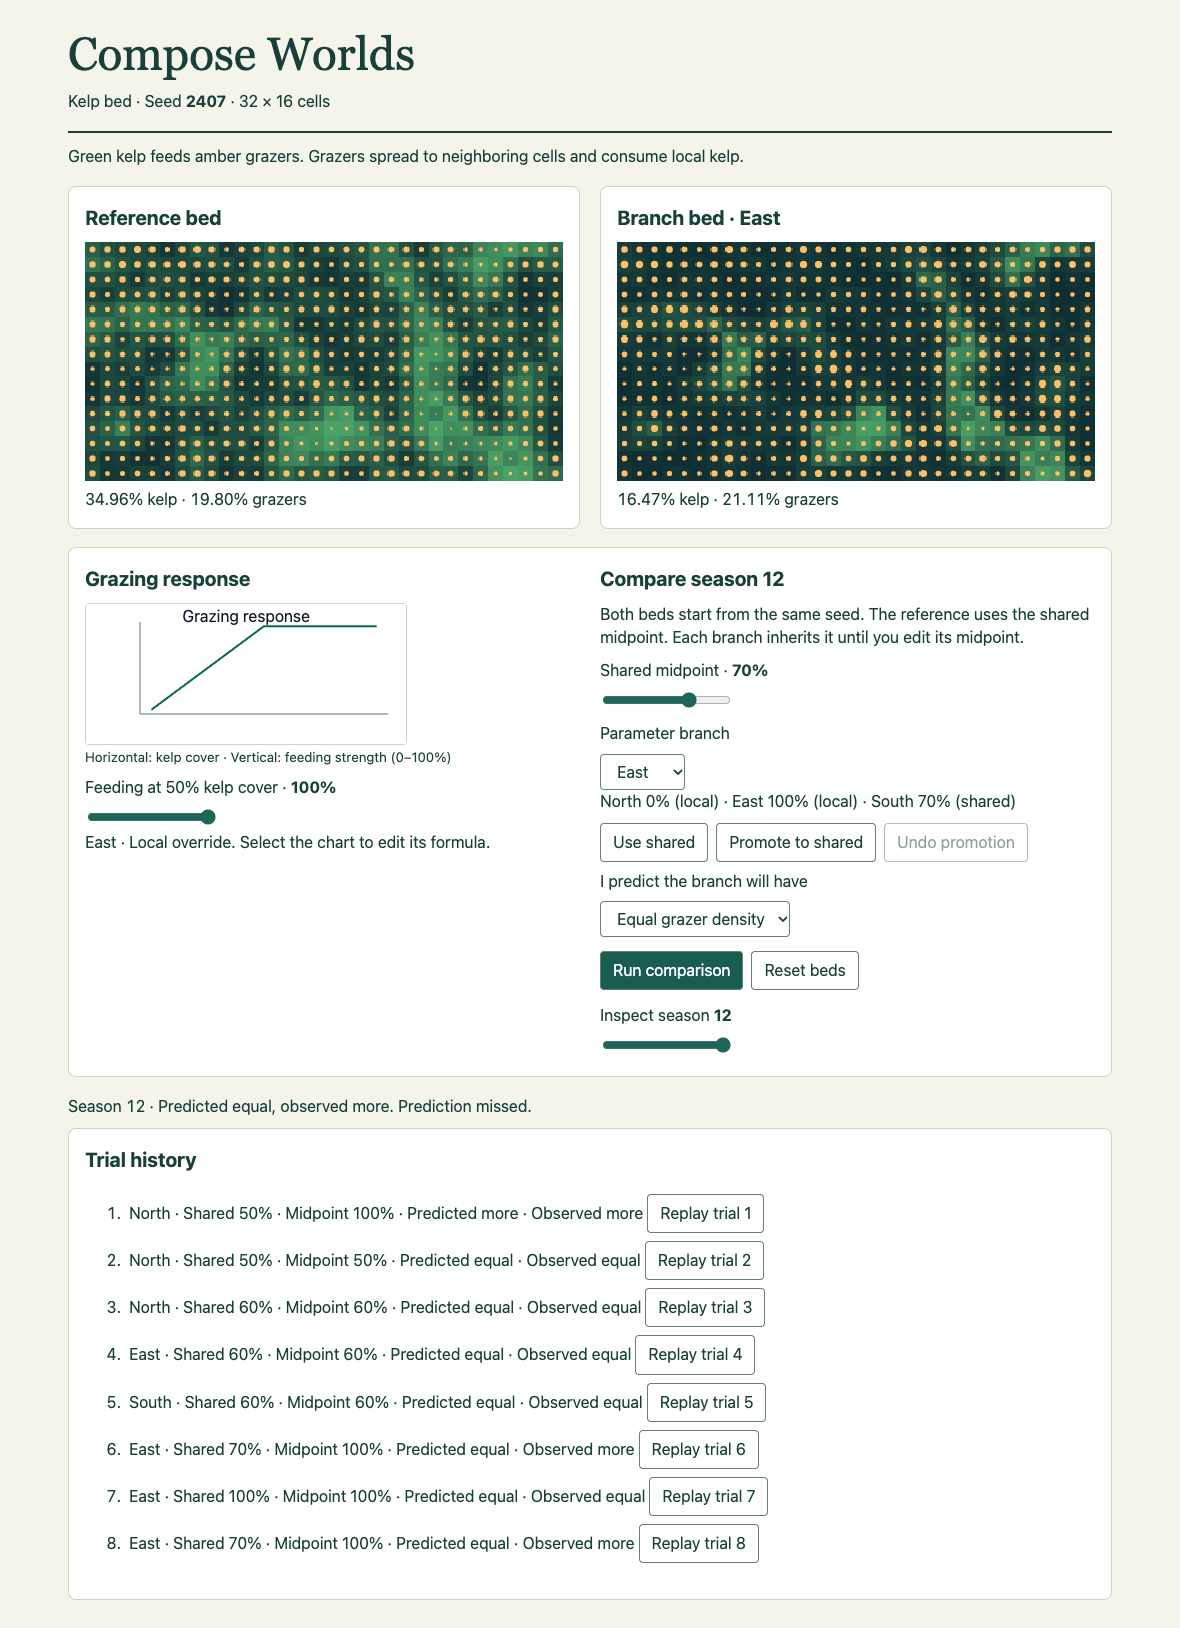 Compose Worlds
Kelp bed · Seed 2407 · 32 × 16 cells
Green kelp feeds amber grazers. Grazers spread to neighboring cells and consume local kelp.
Reference bed
34.96% kelp · 19.80% grazers
Branch bed · East
16.47% kelp · 21.11% grazers
Grazing response
Grazing response
Horizontal: kelp cover · Vertical: feeding strength (0–100%)
Feeding at 50% kelp cover · 100%
East · Local override. Select the chart to edit its formula.
Compare season 12
Both beds start from the same seed. The reference uses the shared
midpoint. Each branch inherits it until you edit its midpoint.
Shared midpoint · 70%
Parameter branch
East
North 0% (local) · East 100% (local) · South 70% (shared)
Use shared Promote to shared Undo promotion
I predict the branch will have
Equal grazer density
Run comparison Reset beds
Inspect season 12
Season 12 · Predicted equal, observed more. Prediction missed.
Trial history
1. North · Shared 50% · Midpoint 100% · Predicted more · Observed more Replay trial 1
2. North · Shared 50% · Midpoint 50% · Predicted equal · Observed equal Replay trial 2
3. North · Shared 60% · Midpoint 60% · Predicted equal · Observed equal Replay trial 3
4. East · Shared 60% · Midpoint 60% · Predicted equal · Observed equal Replay trial 4
5. South · Shared 60% · Midpoint 60% · Predicted equal · Observed equal Replay trial 5
6. East · Shared 70% · Midpoint 100% · Predicted equal · Observed more Replay trial 6
7. East · Shared 100% · Midpoint 100% · Predicted equal · Observed equal Replay trial 7
8. East · Shared 70% · Midpoint 100% · Predicted equal · Observed more Replay trial 8